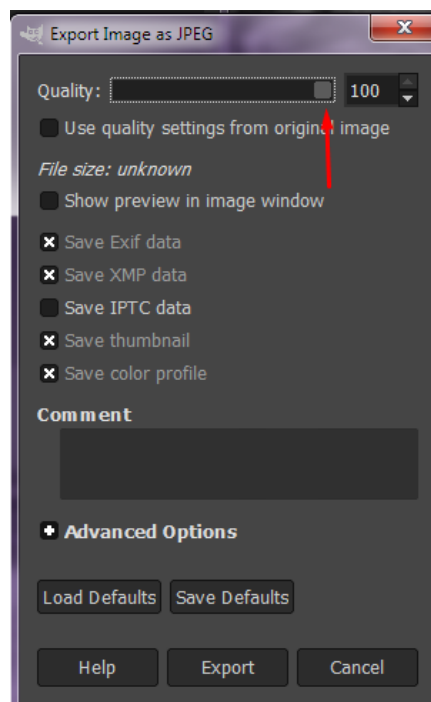 Export Image as JPEG
Quality: 100
Use quality settings from original image
File size: unknown
Show preview in image window
Save Exif data
Save XMP data
Save IPTC data
Save thumbnail
Save color profile
Comment
Advanced Options
Load Defaults Save Defaults
Help Export Cancel